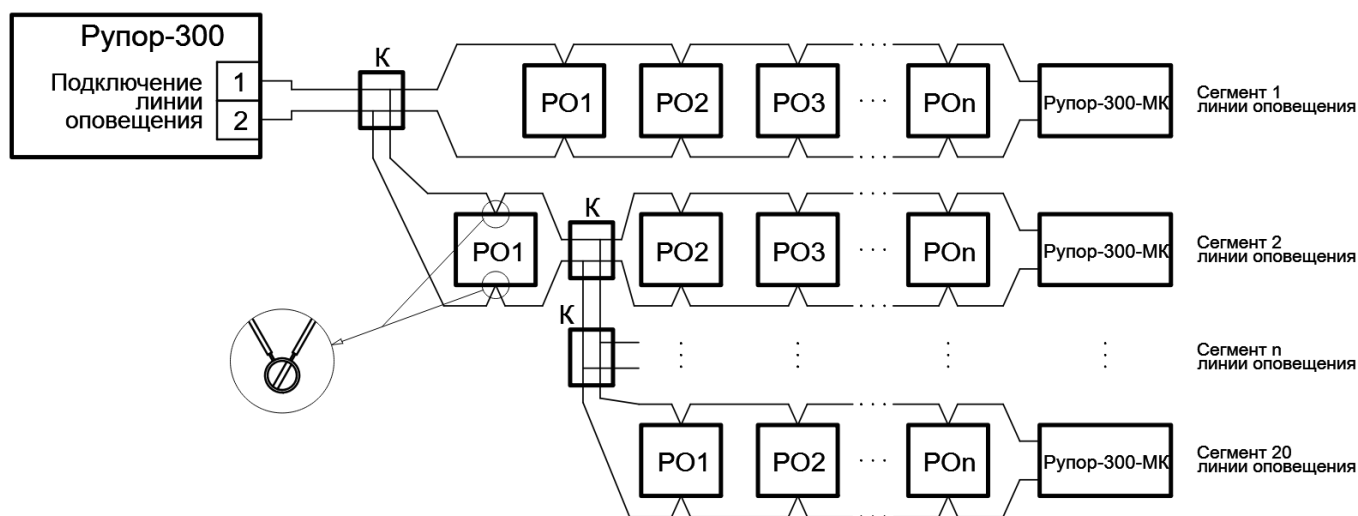 Рупор-300
Подключение
линии
оповещения
1
2
К
РО1
РО2
РО3
...
РОn
Рупор-300-МК
Сегмент 1
линии оповещения
РО1
К
РО2
РО3
...
РОn
Рупор-300-МК
Сегмент 2
линии оповещения
К
Сегмент n
линии оповещения
РО1
РО2
...
РОn
Рупор-300-МК
Сегмент 20
линии оповещения